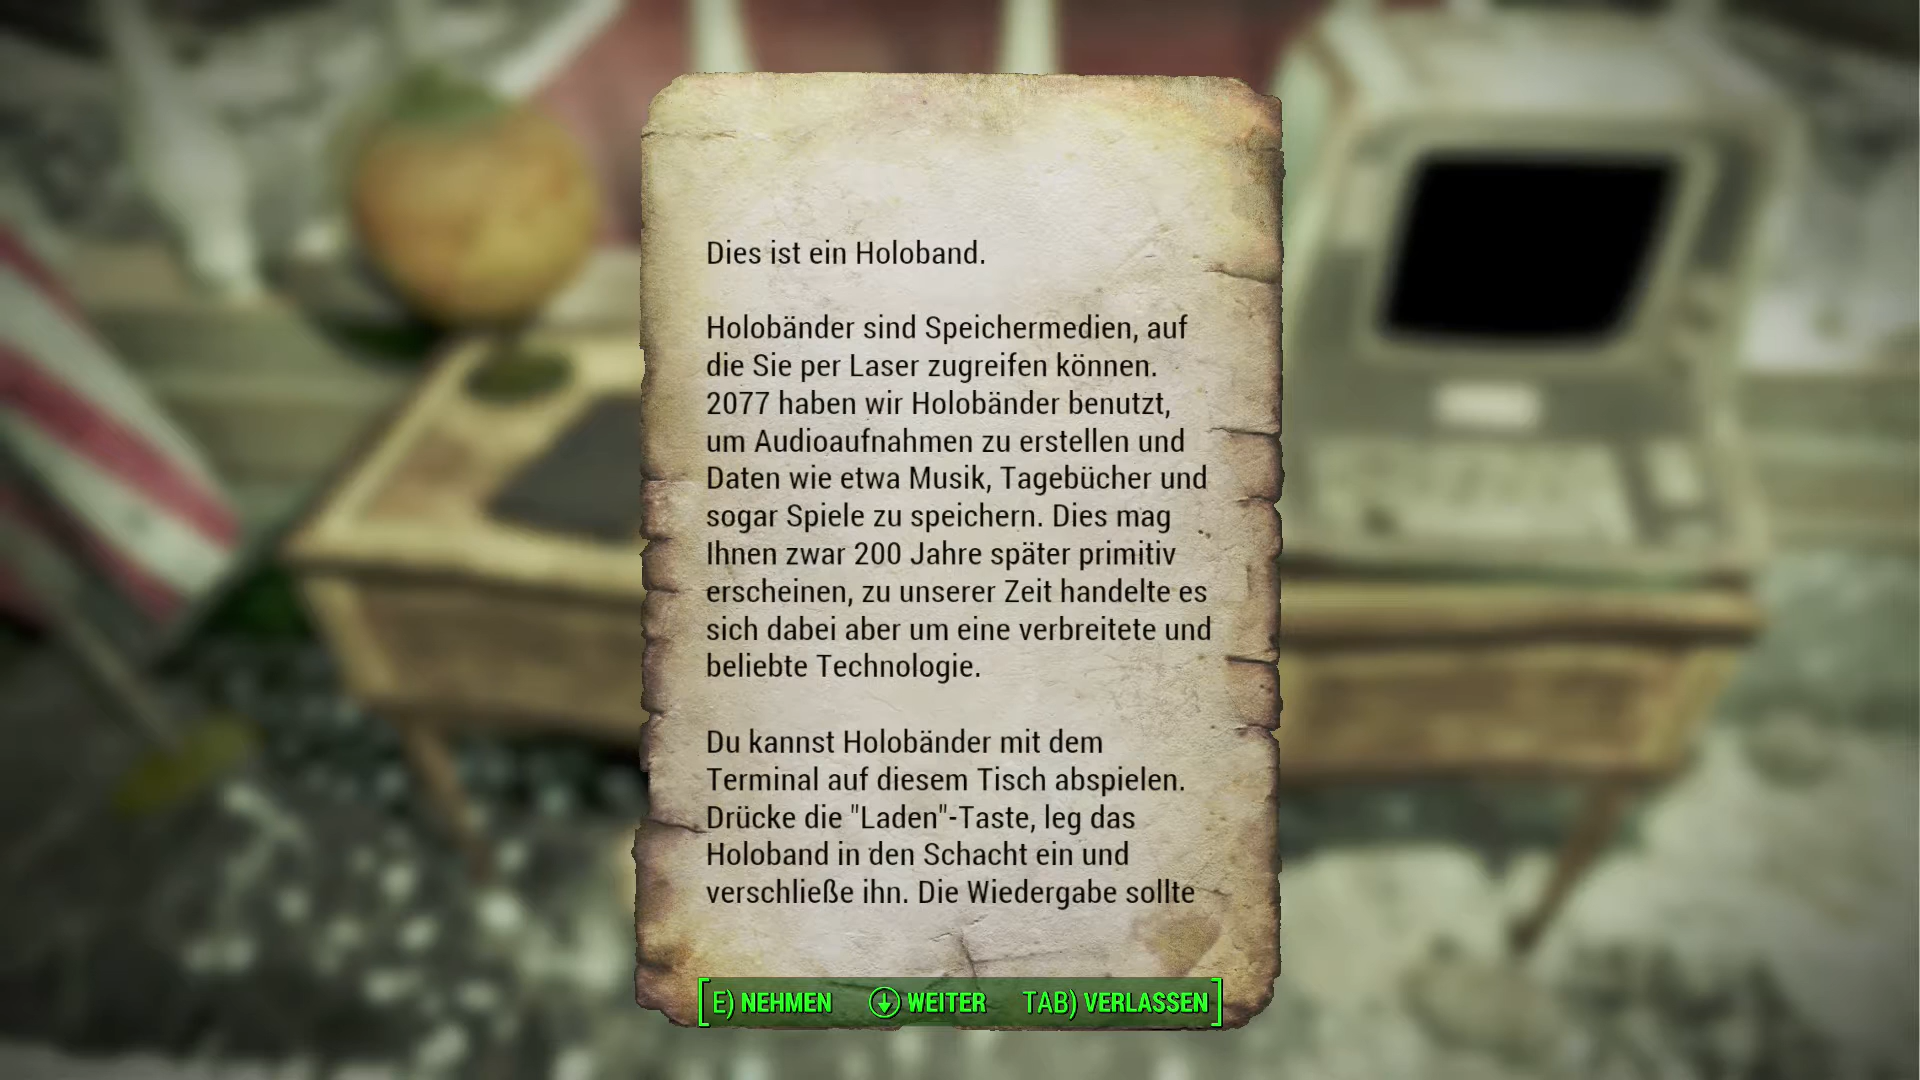 Dies ist ein Holoband.
Holobänder sind Speichermedien, auf
die Sie per Laser zugreifen können.
2077 haben wir Holobänder benutzt,
um Audioaufnahmen zu erstellen und
Daten wie etwa Musik, Tagebücher und
sogar Spiele zu speichern. Dies mag
Ihnen zwar 200 Jahre später primitiv
erscheinen, zu unserer Zeit handelte es
sich dabei aber um eine verbreitete und
beliebte Technologie.
Du kannst Holobänder mit dem
Terminal auf diesem Tisch abspielen.
Drücke die "Laden"-Taste, leg das
Holoband in den Schacht ein und
verschließe ihn. Die Wiedergabe sollte
E) NEHMEN WEITER TAB) VERLASSEN